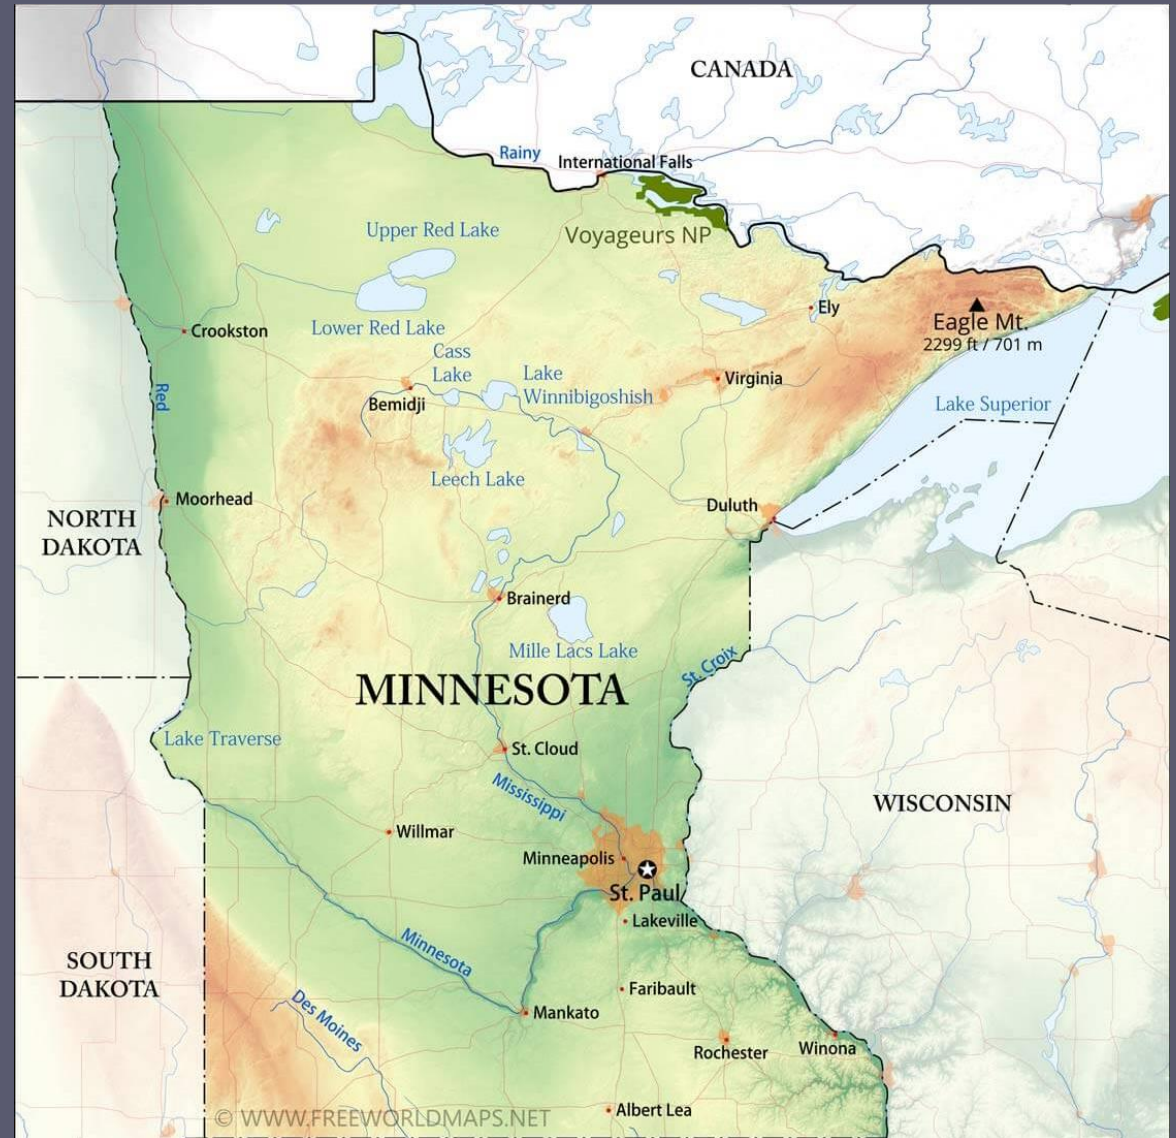 CANADA
Rainy
International Falls
Upper Red Lake
Voyageurs NP
Ely
Eagle Mt.
2299 ft / 701 m
Crookston
Lower Red Lake
Cass
Lake
Lake
Winnibigoshish
Virginia
Red
Bemidji
Lake Superior
Leech Lake
Moorhead
Duluth
NORTH
DAKOTA
Brainerd
Mille Lacs Lake
St. Croix
MINNESOTA
Lake Traverse
St. Cloud
Mississippi
WISCONSIN
Willmar
Minneapolis
St. Paul
Lakeville
Minnesota
SOUTH
DAKOTA
Faribault
Des Moines
Mankato
Rochester
Winona
Albert Lea
© WWW.FREEWORLDMAPS.NET